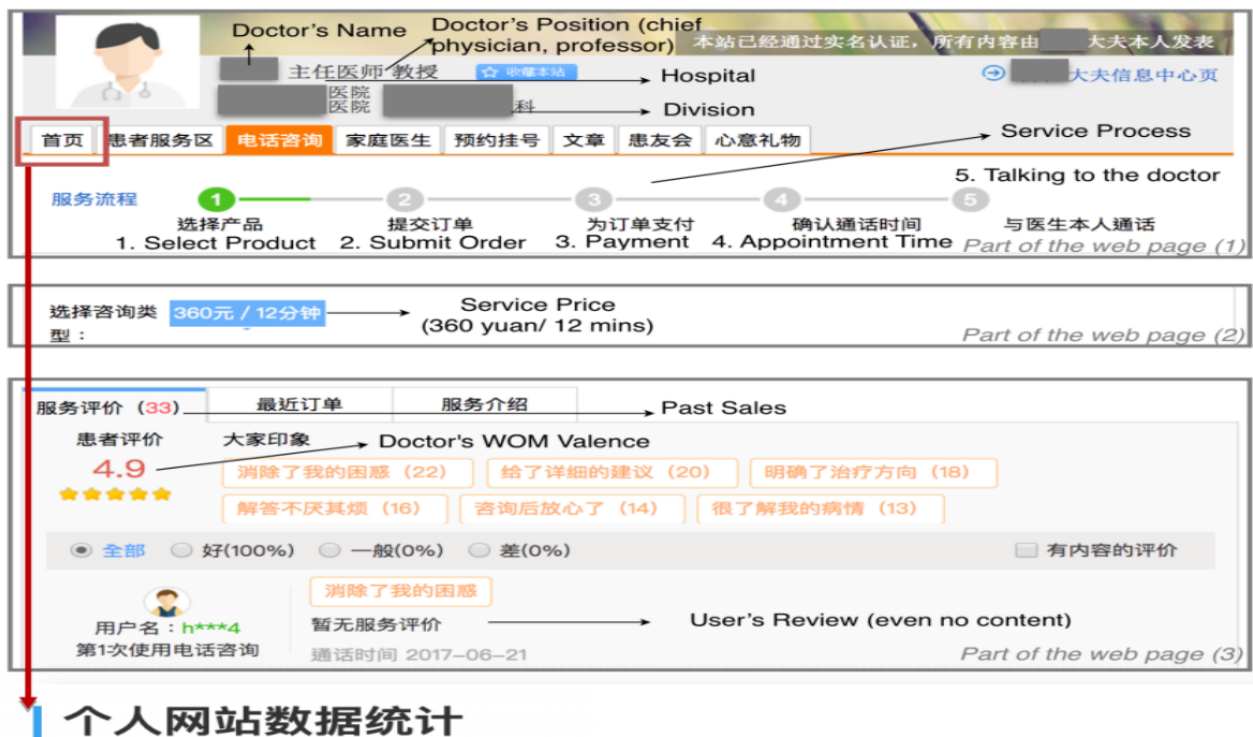 Doctor's Name
Doctor's Position (chief
physician, professor)
本站已经通过实名认证，所有内容由 大夫本人发表
主任医师 教授 ☆ 收藏本站
Hospital
大夫信息中心页
医院
医院 科
Division
首页 患者服务区 电话咨询 家庭医生 预约挂号 文章 患友会 心意礼物
Service Process
5. Talking to the doctor
服务流程 1 2 3 4 5
选择产品 提交订单 为订单支付 确认通话时间 与医生本人通话
1. Select Product 2. Submit Order 3. Payment 4. Appointment Time
Part of the web page (1)
选择咨询类型：
360元 / 12分钟
Service Price
(360 yuan/ 12 mins)
Part of the web page (2)
服务评价（33） 最近订单 服务介绍
Past Sales
患者评价 大家印象
Doctor's WOM Valence
4.9
消除了我的困惑（22） 给了详细的建议（20） 明确了治疗方向（18）
解答不厌其烦（16） 咨询后放心了（14） 很了解我的病情（13）
全部 好(100%) 一般(0%) 差(0%) 有内容的评价
消除了我的困惑
用户名：h***4
暂无服务评价
User's Review (even no content)
第1次使用电话咨询
通话时间 2017-06-21
Part of the web page (3)
个人网站数据统计